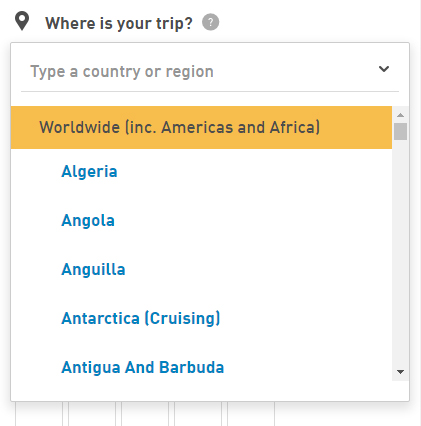 Where is your trip? ?
Type a country or region
Worldwide (inc. Americas and Africa)
Algeria
Angola
Anguilla
Antarctica (Cruising)
Antigua And Barbuda